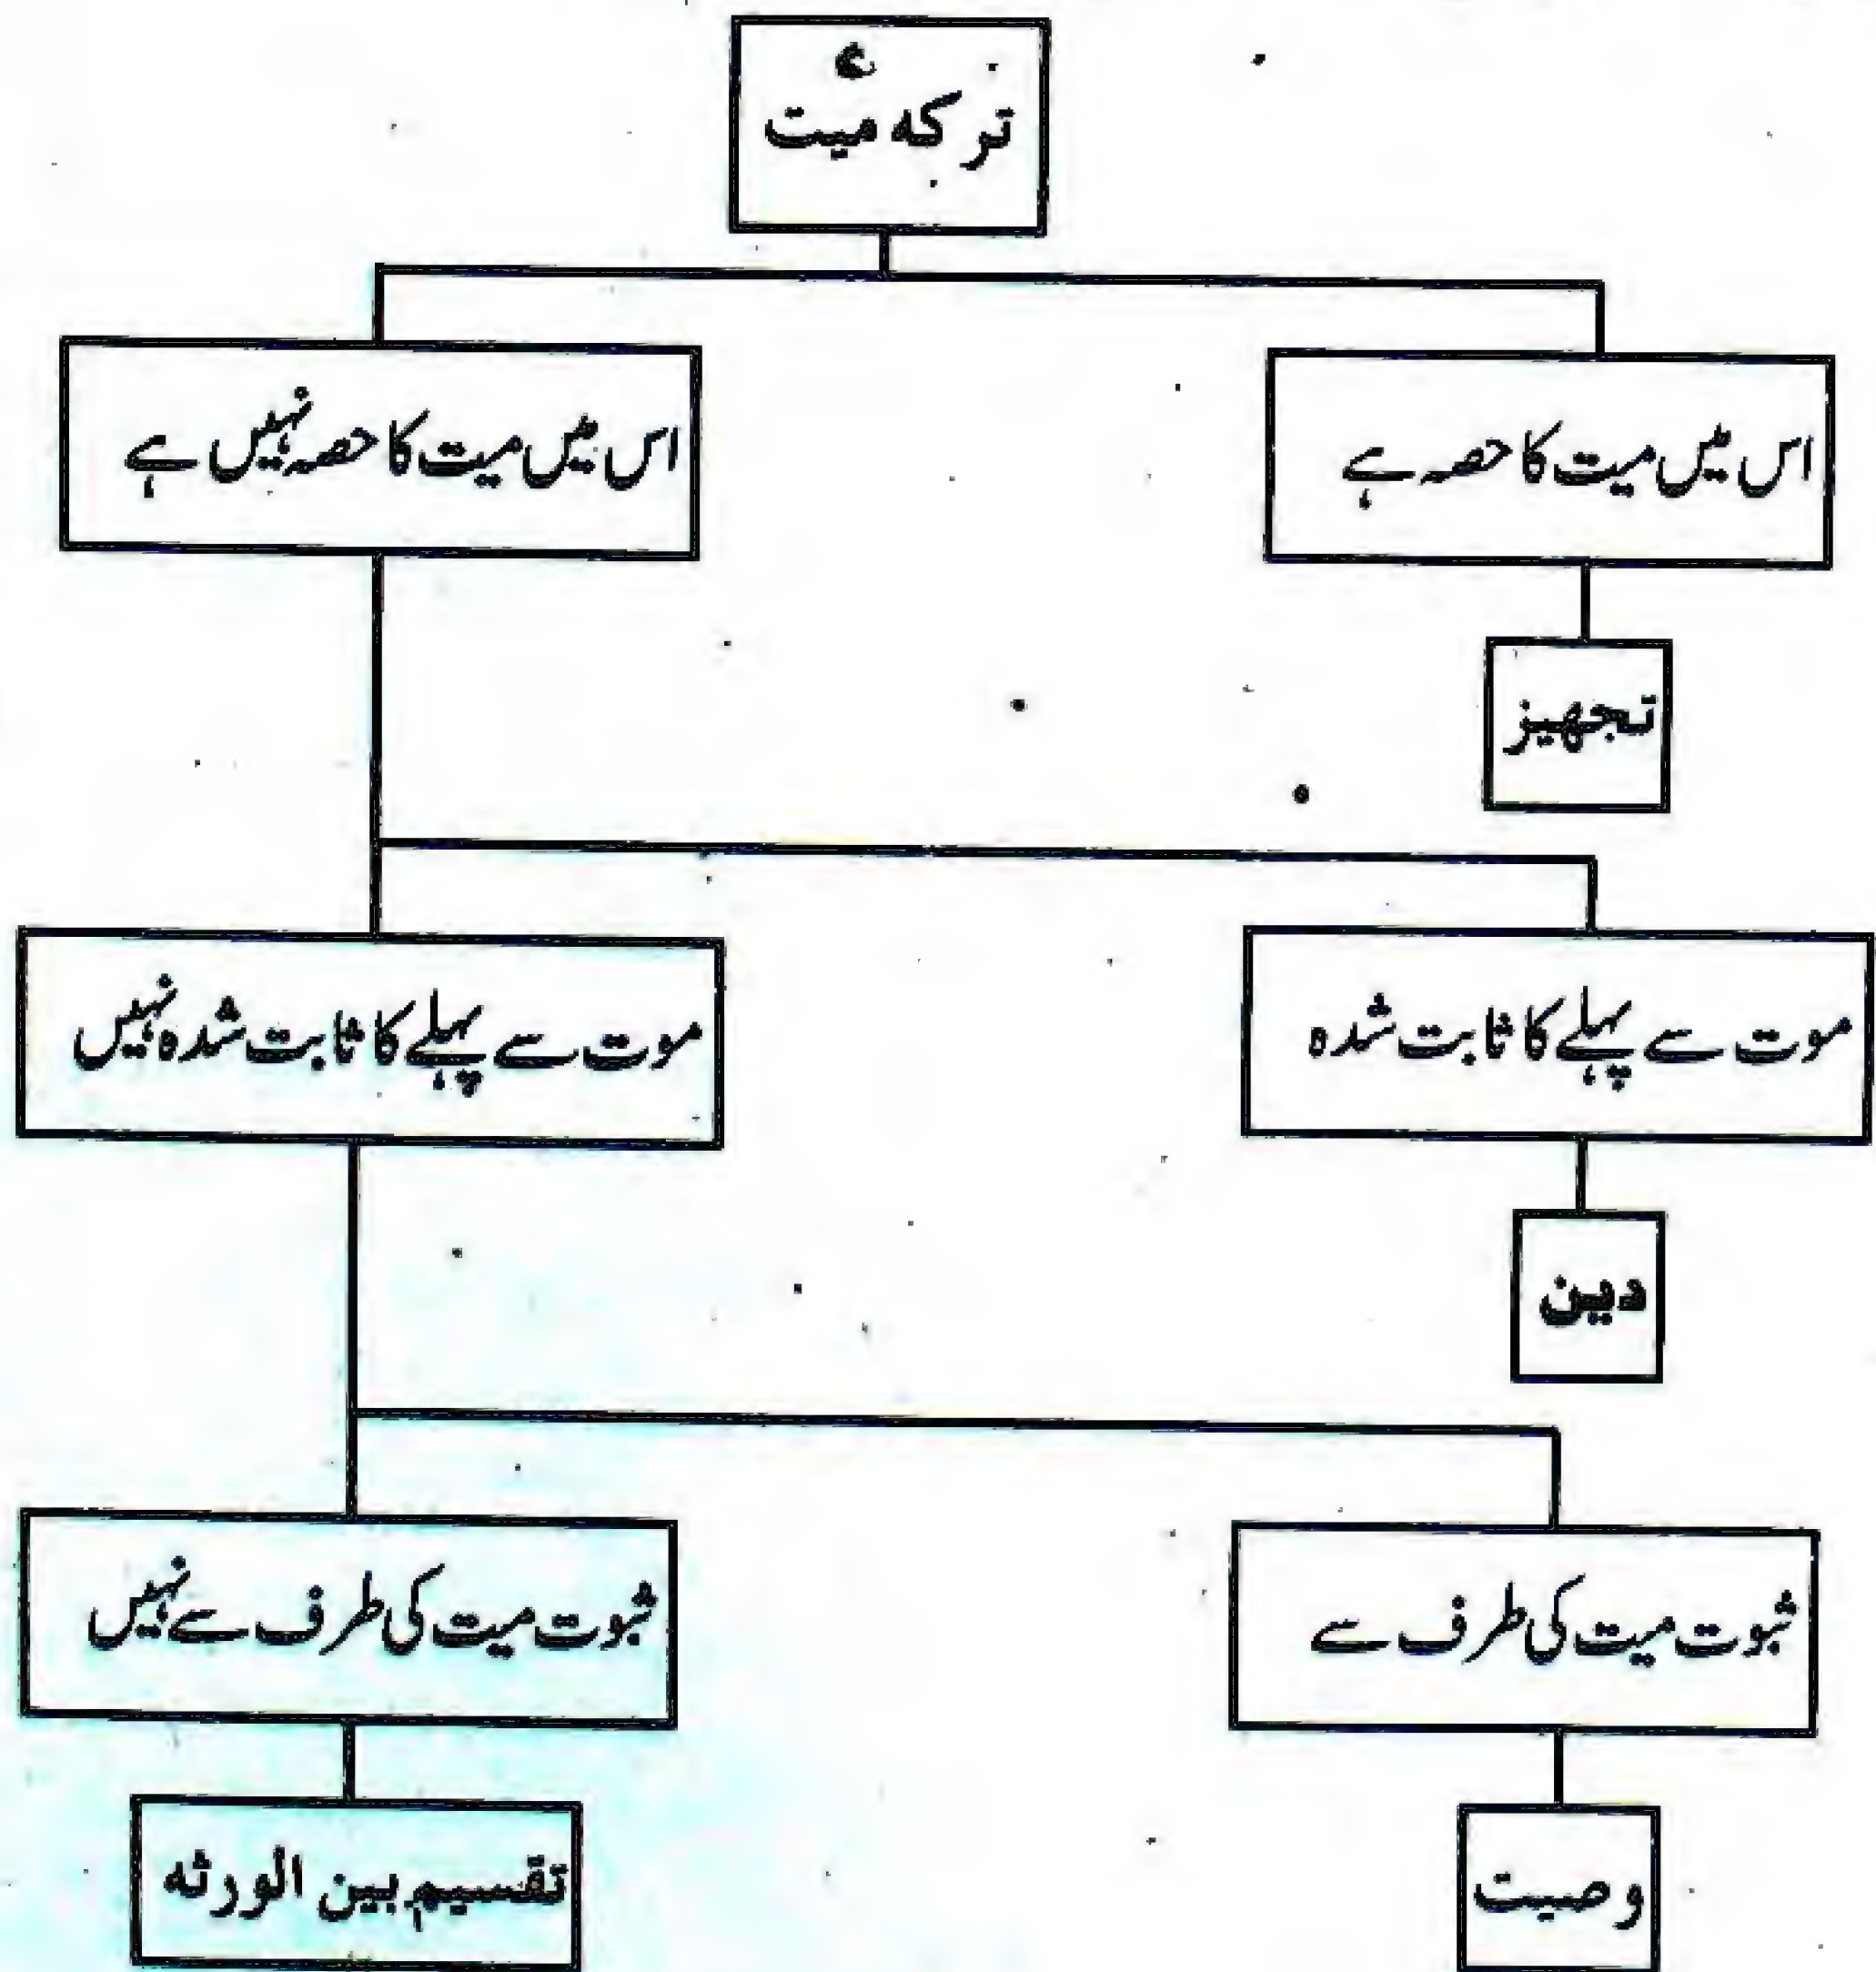 ترکہ میت
اس میں میت کا حصہ ہے
اس میں میت کا حصہ نہیں ہے
تجهيز
موت سے پہلے کا ثابت شدہ
موت سے پہلے کا ثابت شدہ نہیں
دین
ثبوت میت کی طرف سے
ثبوت میت کی طرف سے نہیں
وصیت
تقسیم بین الورثه